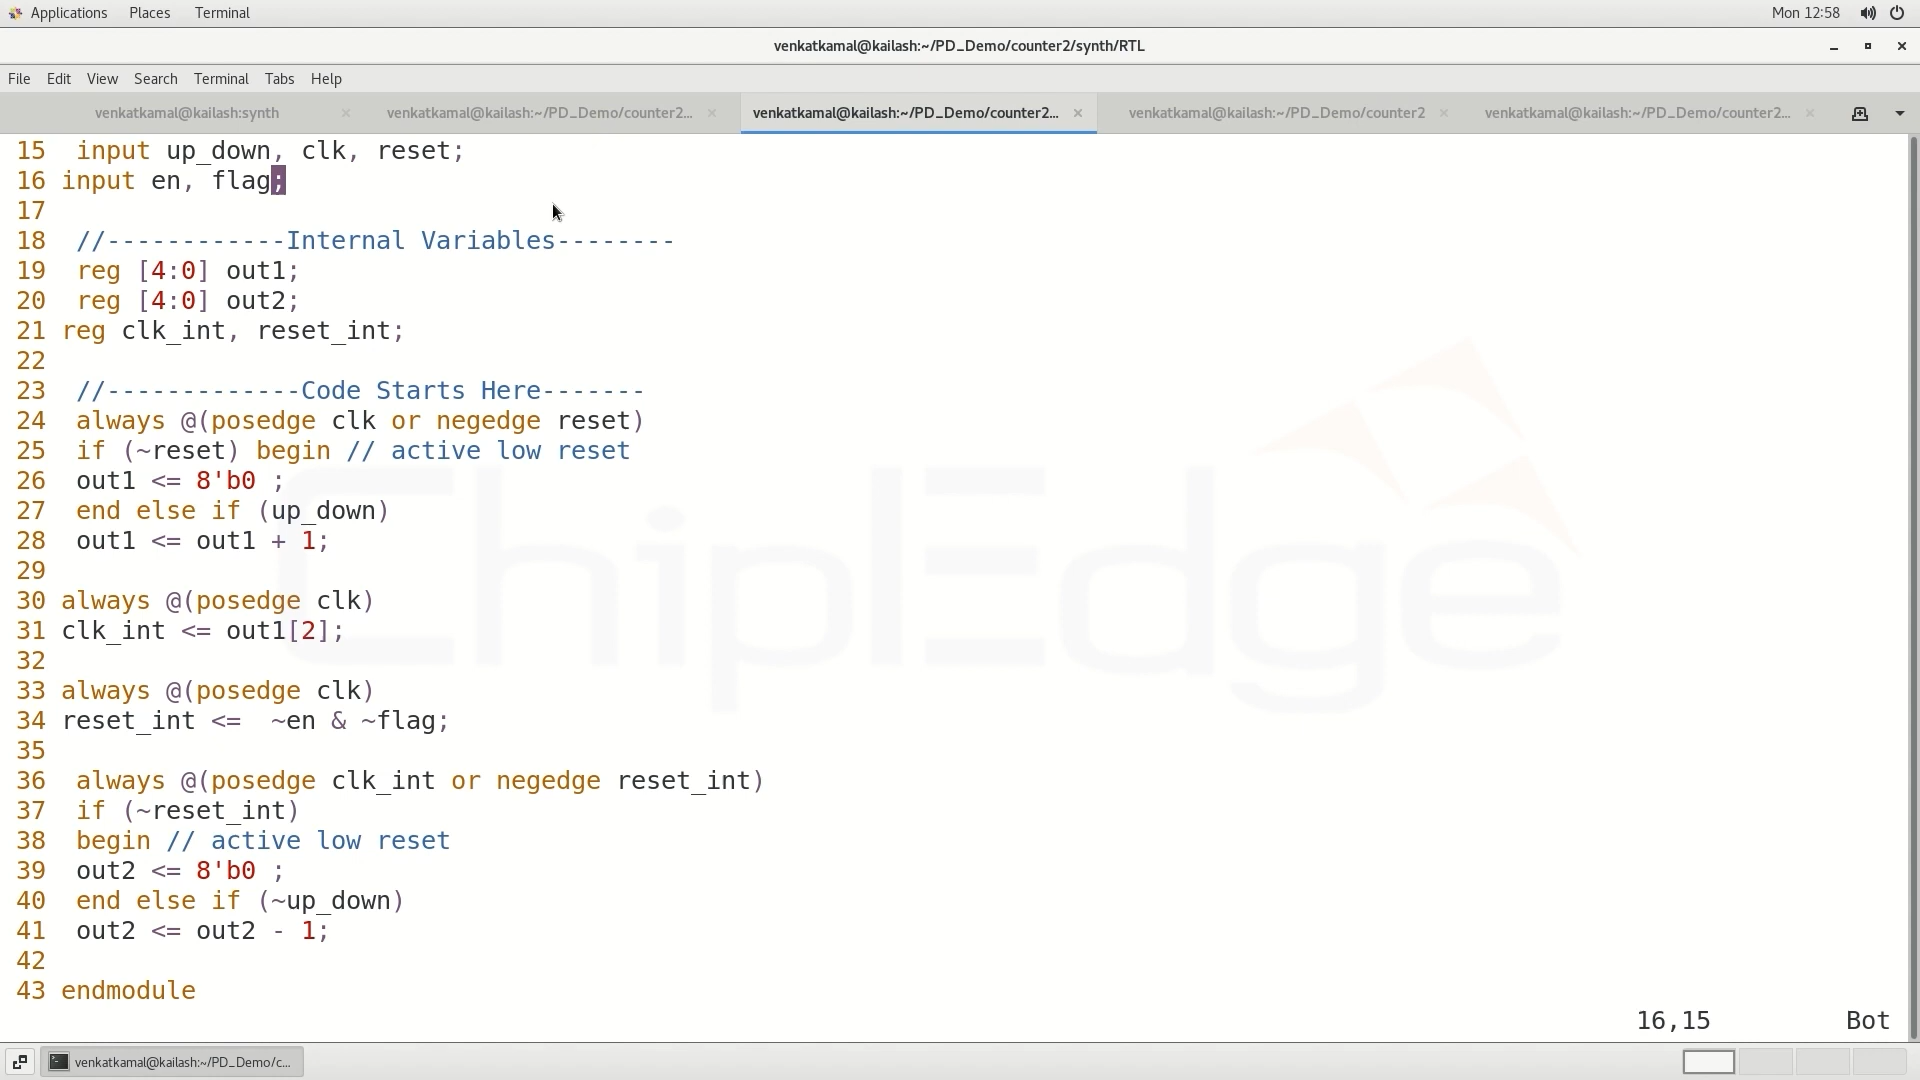 Applications Places Terminal Mon 12:58
venkatkamal@kailash:~/PD_Demo/counter2/synth/RTL
File Edit View Search Terminal Tabs Help
venkatkamal@kailash:synth venkatkamal@kailash:~/PD_Demo/counter2... venkatkamal@kailash:~/PD_Demo/counter2... venkatkamal@kailash:~/PD_Demo/counter2 venkatkamal@kailash:~/PD_Demo/counter2...
15  input up_down, clk, reset;
16 input en, flag;
17
18  //------------Internal Variables--------
19  reg [4:0] out1;
20  reg [4:0] out2;
21 reg clk_int, reset_int;
22
23  //-------------Code Starts Here-------
24  always @(posedge clk or negedge reset)
25  if (~reset) begin // active low reset
26  out1 <= 8'b0 ;
27  end else if (up_down)
28  out1 <= out1 + 1;
29
30 always @(posedge clk)
31 clk_int <= out1[2];
32
33 always @(posedge clk)
34 reset_int <=  ~en & ~flag;
35
36  always @(posedge clk_int or negedge reset_int)
37  if (~reset_int)
38  begin // active low reset
39  out2 <= 8'b0 ;
40  end else if (~up_down)
41  out2 <= out2 - 1;
42
43 endmodule
16,15 Bot
ChiplEdge
venkatkamal@kailash:~/PD_Demo/c...